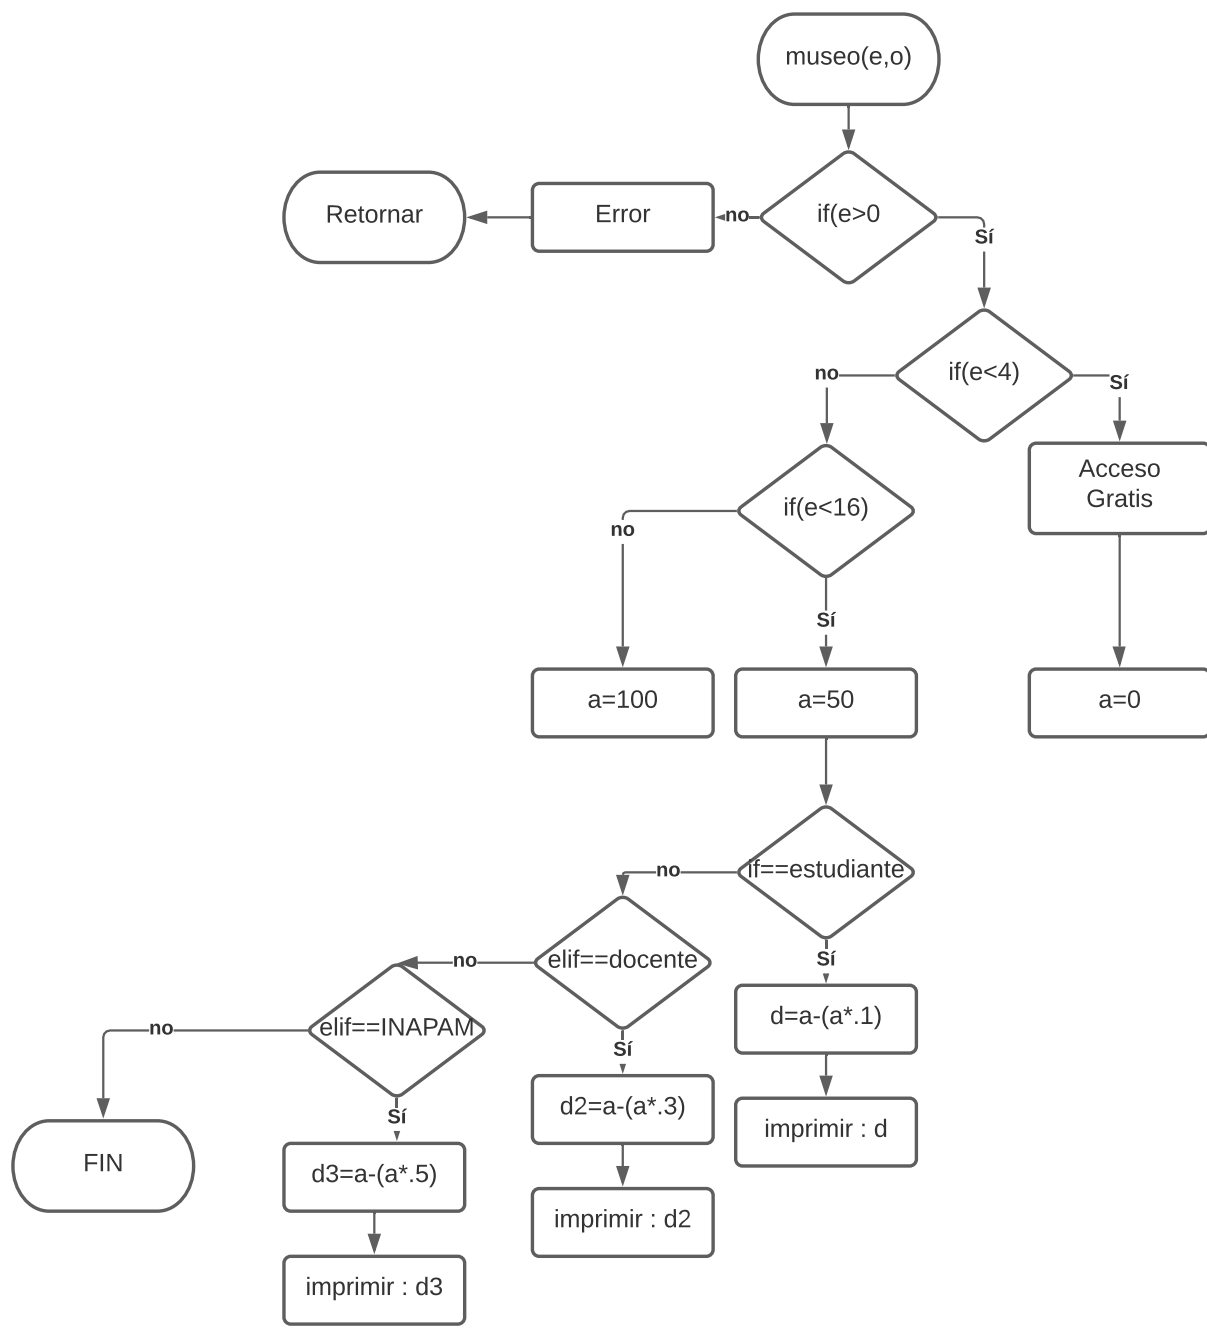 museo(e,o)
Retornar
Error
no
if(e>0
Sí
no
if(e<4)
Sí
Acceso
Gratis
no
if(e<16)
Sí
a=100
a=50
a=0
no
if==estudiante
Sí
no
elif==docente
Sí
d=a-(a*.1)
imprimir : d
no
elif==INAPAM
Sí
d2=a-(a*.3)
imprimir : d2
FIN
d3=a-(a*.5)
imprimir : d3